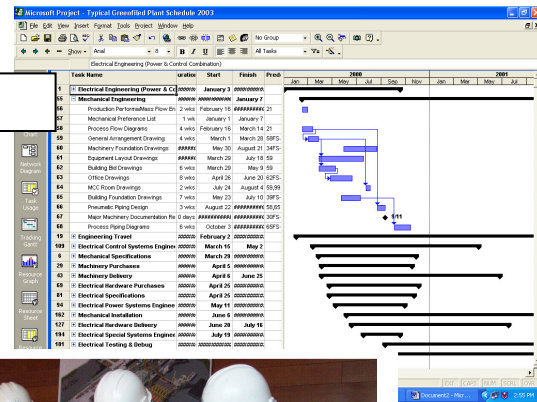 Microsoft Project - Typical Greenfiled Plant Schedule 2003
File Edit View Insert Format Tools Project Window Help
No Group
Show Arial 8 B I U All Tasks
Electrical Engineering (Power & Control Combination)
Task Name uration Start Finish Pred 2000 2001
Jan Mar May Jul Sep Nov Jan Mar May Jul
1 Electrical Engineering (Power & Co ###### January 3 ##########
55 Mechanical Engineering ###### ########## January 7
56 Production Performa/Mass Flow En 2 wks February 16 ########## 21
57 Mechanical Preference List 1 wk January 1 January 7
58 Process Flow Diagrams 4 wks February 16 March 14 21
59 General Arrangement Drawing 4 wks March 1 March 28 58FS-
60 Machinery Foundation Drawings ###### May 30 August 21 34FS-
61 Equipment Layout Drawings ###### March 29 July 18 59
62 Building Bid Drawings 6 wks March 29 May 9 59
63 Office Drawings 8 wks April 26 June 20 62FS-
64 MCC Room Drawings 2 wks July 24 August 4 59,99
65 Building Foundation Drawings 7 wks May 23 July 10 39FS-
66 Pneumatic Piping Design 3 wks August 22 ########## 58,65
67 Major Machinery Documentation Re 0 days ########## ########## 30FS-
9/11
68 Process Piping Diagrams 6 wks October 3 ########## 65FS-
19 Engineering Travel ###### February 2 ##########
109 Electrical Control Systems Enginee ###### March 15 May 2
6 Mechanical Specifications ###### March 29 ##########
29 Machinery Purchases ###### April 5 ##########
43 Machinery Delivery ###### April 6 June 25
69 Electrical Hardware Purchases ###### April 25 ##########
81 Electrical Specifications ###### April 25 ##########
94 Electrical Power Systems Enginee ###### May 11 ##########
162 Mechanical Installation ###### June 6 ##########
127 Electrical Hardware Delivery ###### June 20 July 16
194 Electrical Special Systems Enginee ###### July 19 ##########
181 Electrical Testing & Debug ###### ########## ##########
Chart
Network
Diagram
Task
Usage
Tracking
Gantt
Resource
Graph
Resource
Sheet
Resource
EXT CAPS NUM SCRL OVR
Document2 - Micr... 2:55 PM